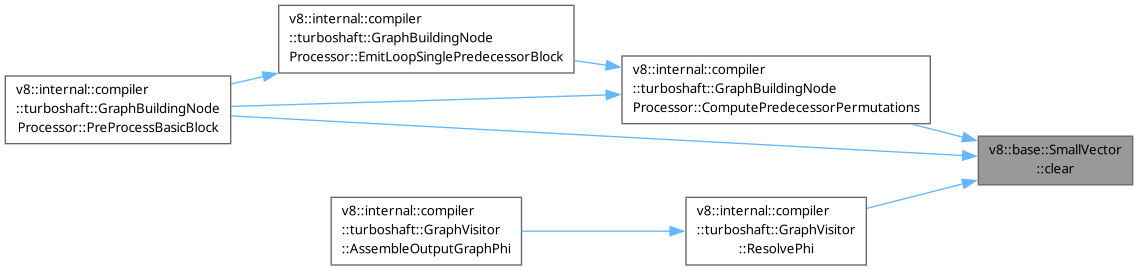 v8::internal::compiler
::turboshaft::GraphBuildingNode
Processor::EmitLoopSinglePredecessorBlock
v8::internal::compiler
::turboshaft::GraphBuildingNode
Processor::ComputePredecessorPermutations
v8::internal::compiler
::turboshaft::GraphBuildingNode
Processor::PreProcessBasicBlock
v8::base::SmallVector
::clear
v8::internal::compiler
::turboshaft::GraphVisitor
::AssembleOutputGraphPhi
v8::internal::compiler
::turboshaft::GraphVisitor
::ResolvePhi